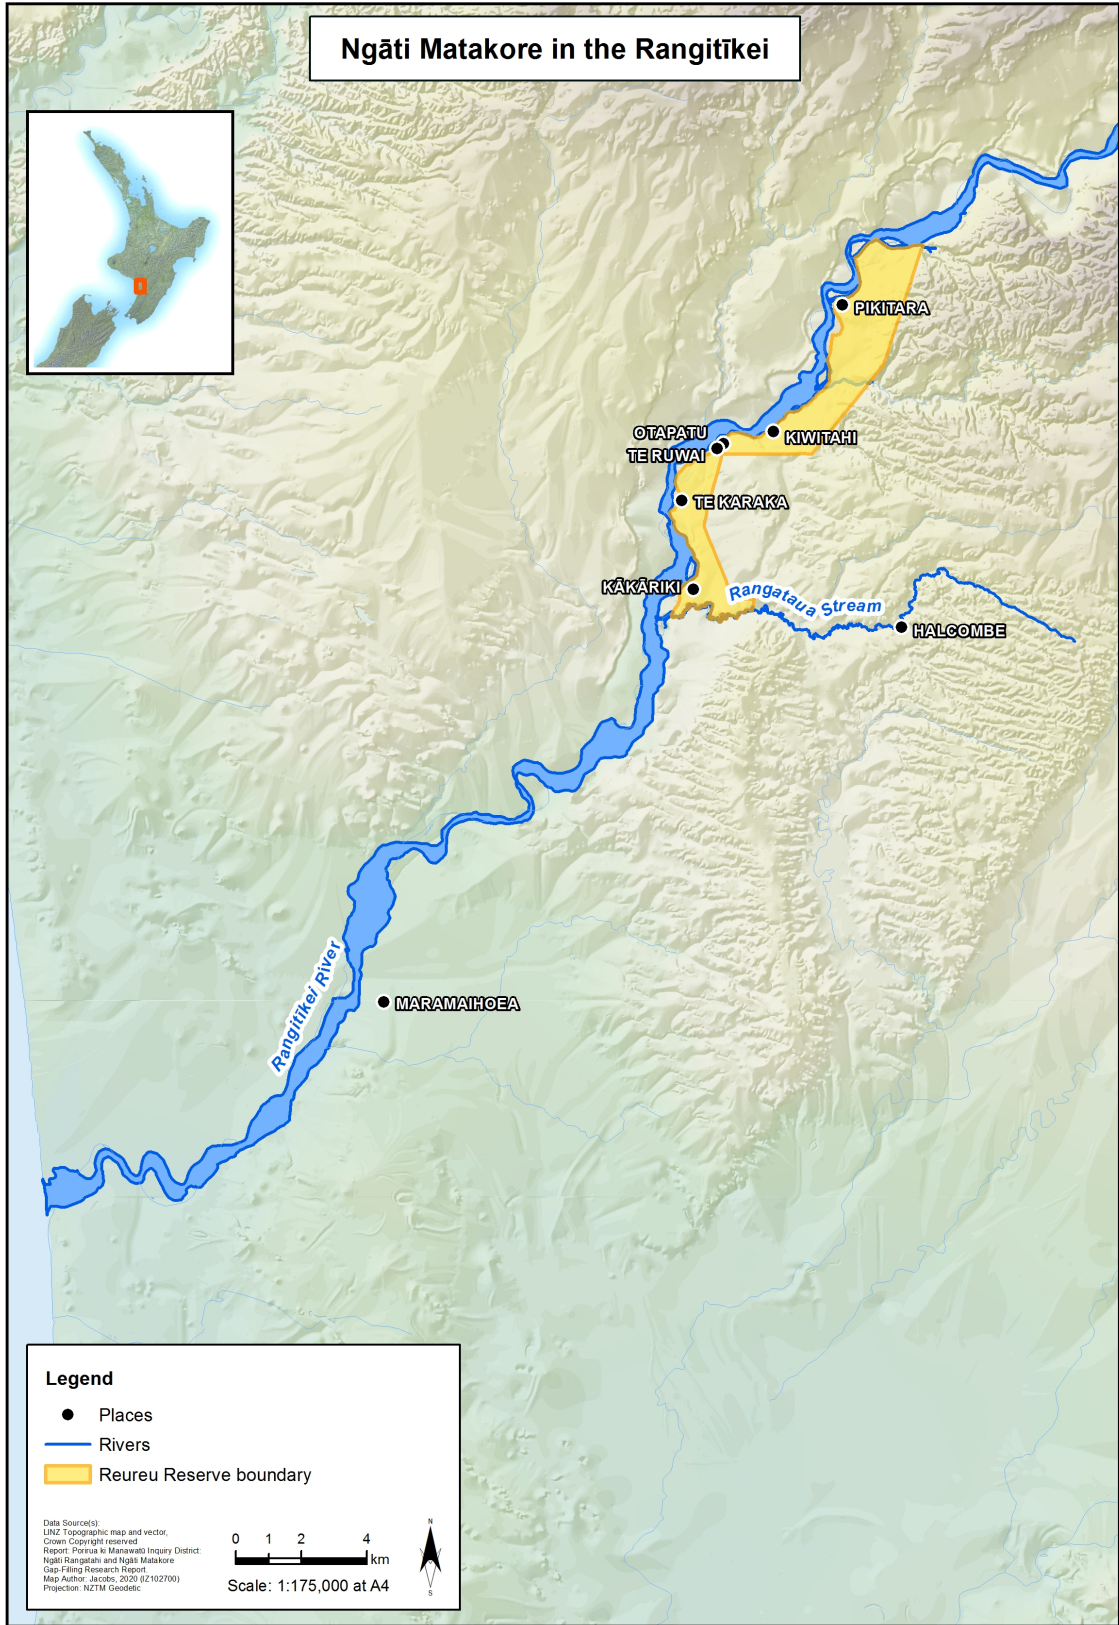 Ngāti Matakore in the Rangitīkei
PIKITARA
OTAPATU
KIWITAHI
TE RUWAI
TE KARAKA
KĀKĀRIKI
Rangataua Stream
HALCOMBE
MARAMAIHOEA
Rangitīkei River
Legend
Places
Rivers
Reureu Reserve boundary
Data Source(s):
LINZ Topographic map and vector,
Crown Copyright reserved
Report: Porirua ki Manawatū Inquiry District:
Ngāti Rangatahi and Ngāti Matakore
Gap-Filling Research Report.
Map Author: Jacobs, 2020 (IZ102700)
Projection: NZTM Geodetic
0 1 2 4
km
Scale: 1:175,000 at A4
N
S